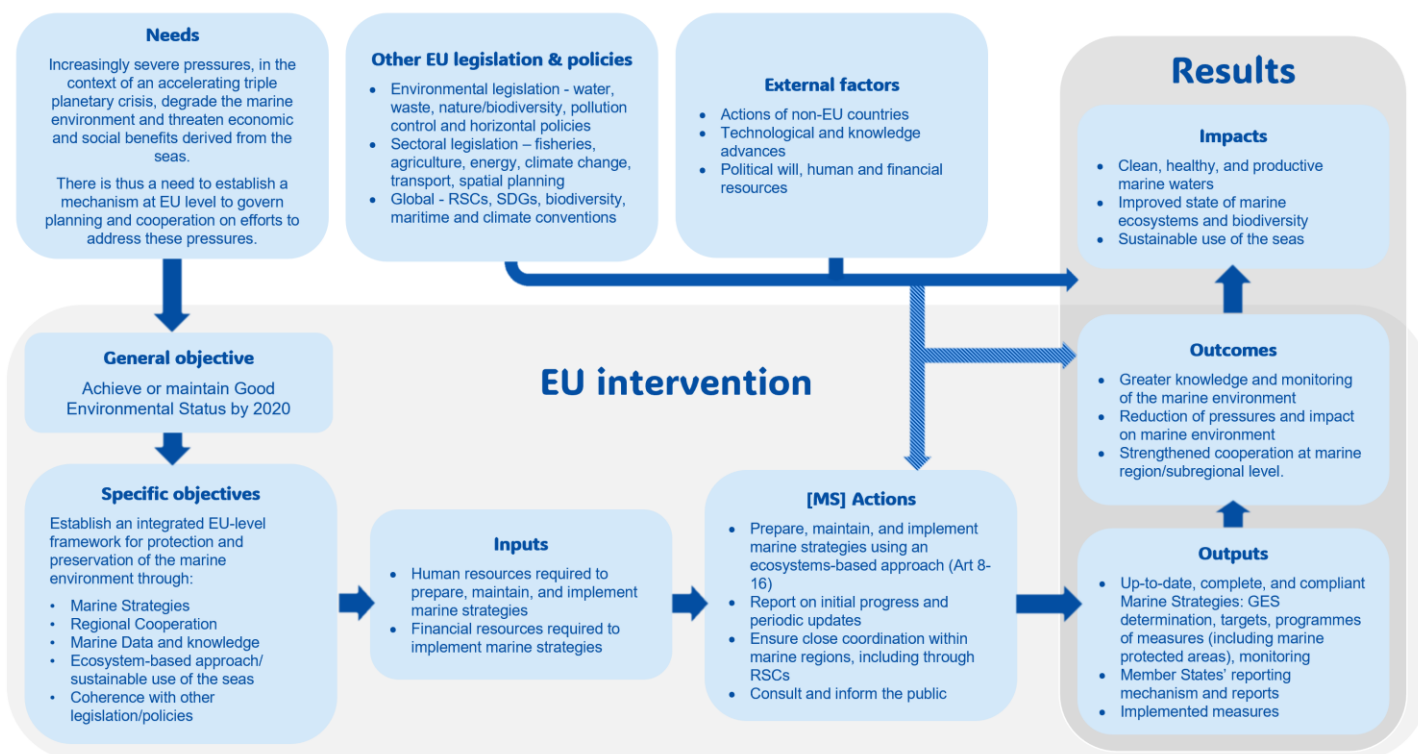 Needs
Increasingly severe pressures, in the
context of an accelerating triple
planetary crisis, degrade the marine
environment and threaten economic
and social benefits derived from the
seas.
There is thus a need to establish a
mechanism at EU level to govern
planning and cooperation on efforts to
address these pressures.
Other EU legislation & policies
• Environmental legislation - water,
waste, nature/biodiversity, pollution
control and horizontal policies
• Sectoral legislation – fisheries,
agriculture, energy, climate change,
transport, spatial planning
• Global - RSCs, SDGs, biodiversity,
maritime and climate conventions
External factors
• Actions of non-EU countries
• Technological and knowledge
advances
• Political will, human and financial
resources
Results
Impacts
• Clean, healthy, and productive
marine waters
• Improved state of marine
ecosystems and biodiversity
• Sustainable use of the seas
General objective
Achieve or maintain Good
Environmental Status by 2020
EU intervention
Outcomes
• Greater knowledge and monitoring
of the marine environment
• Reduction of pressures and impact
on marine environment
• Strengthened cooperation at marine
region/subregional level.
Specific objectives
Establish an integrated EU-level
framework for protection and
preservation of the marine
environment through:
• Marine Strategies
• Regional Cooperation
• Marine Data and knowledge
• Ecosystem-based approach/
sustainable use of the seas
• Coherence with other
legislation/policies
Inputs
• Human resources required to
prepare, maintain, and implement
marine strategies
• Financial resources required to
implement marine strategies
[MS] Actions
• Prepare, maintain, and implement
marine strategies using an
ecosystems-based approach (Art 8-
16)
• Report on initial progress and
periodic updates
• Ensure close coordination within
marine regions, including through
RSCs
• Consult and inform the public
Outputs
• Up-to-date, complete, and compliant
Marine Strategies: GES
determination, targets, programmes
of measures (including marine
protected areas), monitoring
• Member States' reporting
mechanism and reports
• Implemented measures